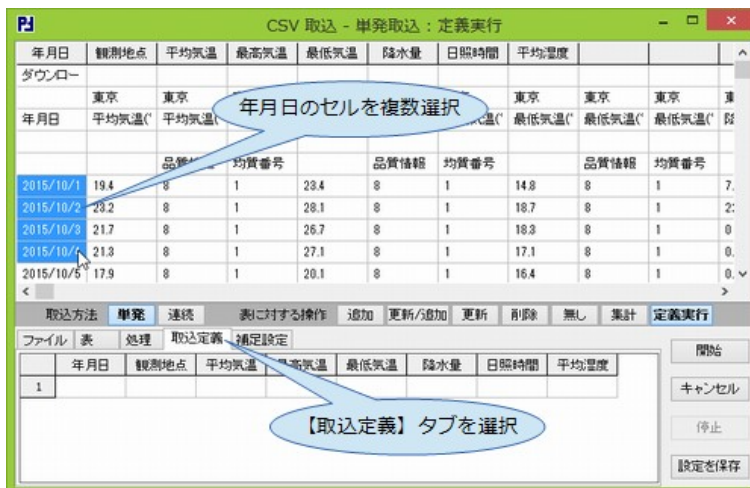 CSV 取込 - 単発取込 : 定義実行
年月日 観測地点 平均気温 最高気温 最低気温 降水量 日照時間 平均湿度
ダウンロー
東京 東京 東京 東京 東京
年月日 平均気温(' 平均気温( 最低気温(' 最低気温(' 最低気温('
年月日のセルを複数選択
均質番号 品質情報 均質番号 品質情報 均質番号
2015/10/1 19.4 8 1 23.4 8 1 14.8 8 1 7.
2015/10/2 23.2 8 1 28.1 8 1 18.7 8 1
2015/10/3 21.7 8 1 26.7 8 1 18.3 8 1 0
2015/10/4 21.3 8 1 27.1 8 1 17.1 8 1 0.
2015/10/5 17.9 8 1 20.1 8 1 16.4 8 1 0.
取込方法 単発 連続 表に対する操作 追加 更新/追加 更新 削除 無し 集計 定義実行
ファイル 表 処理 取込定義 補足設定
年月日 観測地点 平均気温 最高気温 最低気温 降水量 日照時間 平均湿度
1
【取込定義】タブを選択
開始
キャンセル
停止
設定を保存